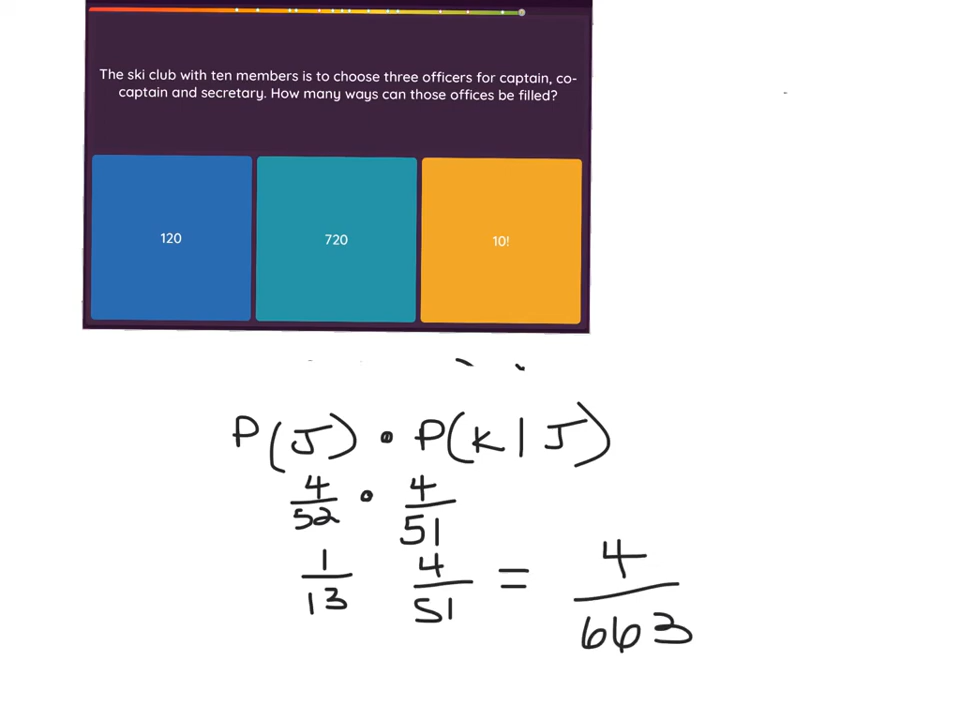 The ski club with ten members is to choose three officers for captain, co-
captain and secretary. How many ways can those offices be filled?
120
720
10!
P(J) • P(K|J)
4/52 • 4/51
1/13 4/51 = 4/663